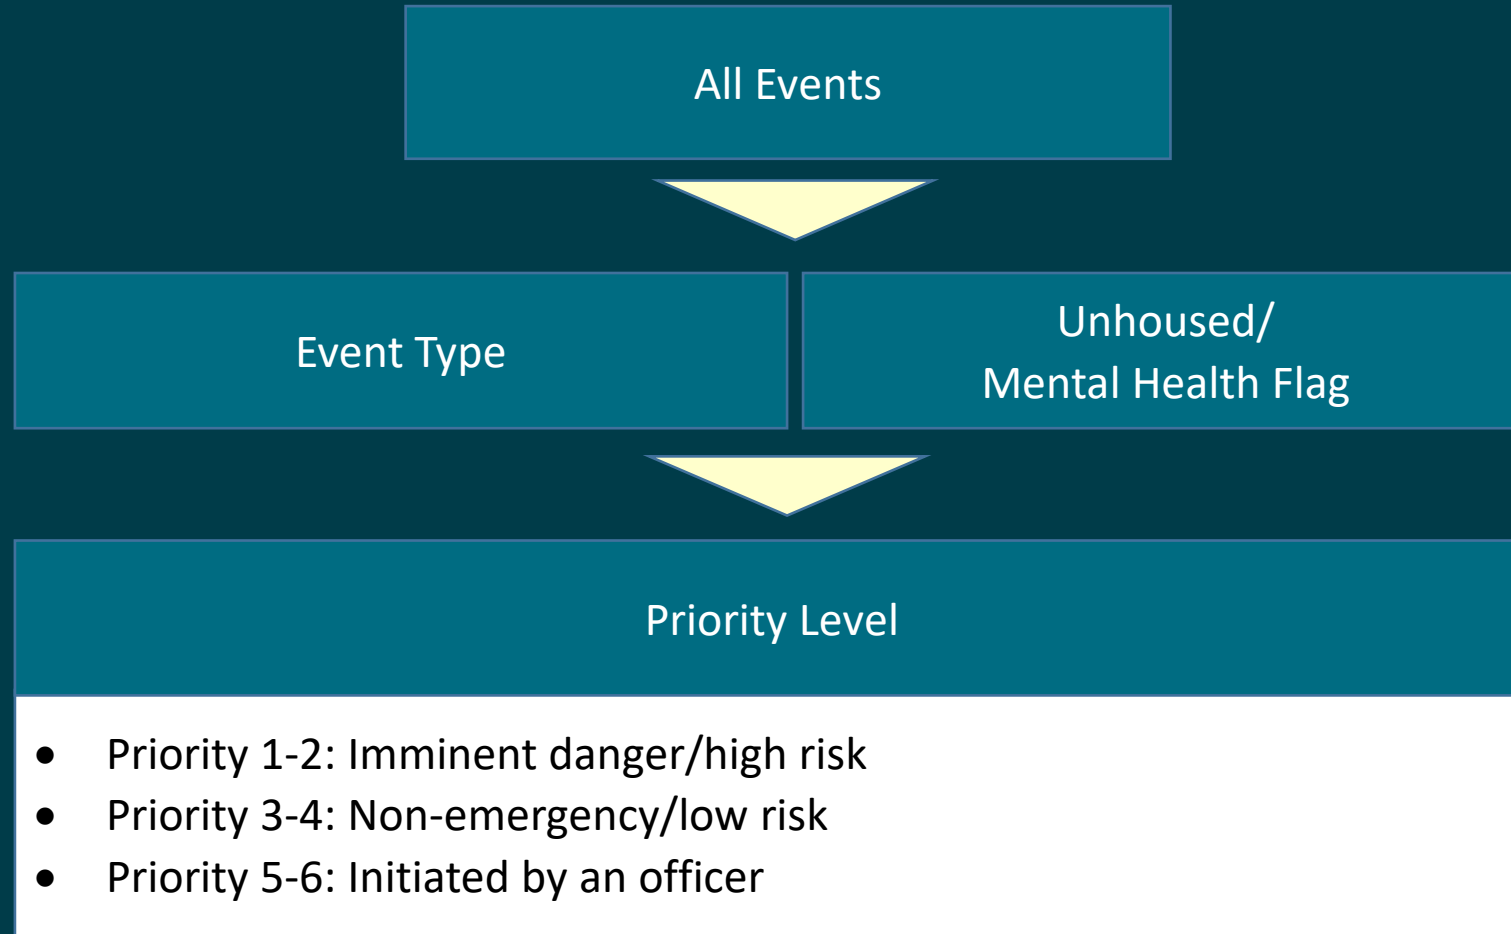 All Events
Event Type
Unhoused/
Mental Health Flag
Priority Level
• Priority 1-2: Imminent danger/high risk
• Priority 3-4: Non-emergency/low risk
• Priority 5-6: Initiated by an officer